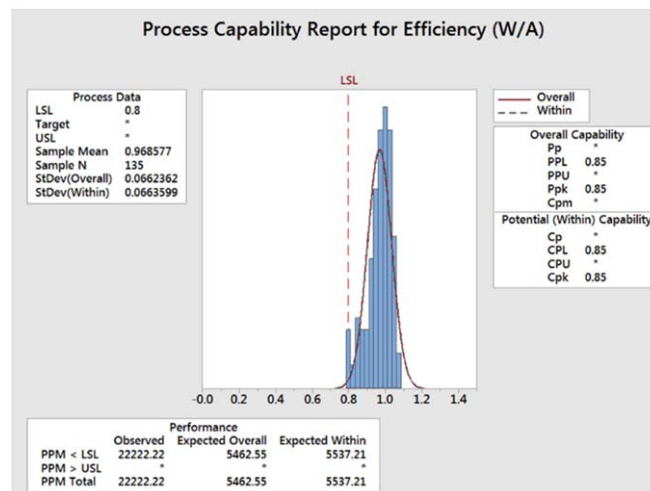 Process Capability Report for Efficiency (W/A)
LSL
Process Data
LSL 0.8
Target *
USL *
Sample Mean 0.968577
Sample N 135
StDev(Overall) 0.0662362
StDev(Within) 0.0663599
Overall
Within
Overall Capability
Pp *
PPL 0.85
PPU *
Ppk 0.85
Cpm *
Potential (Within) Capability
Cp *
CPL 0.85
CPU *
Cpk 0.85
-0.0 0.2 0.4 0.6 0.8 1.0 1.2 1.4
Performance
Observed Expected Overall Expected Within
PPM < LSL 22222.22 5462.55 5537.21
PPM > USL * * *
PPM Total 22222.22 5462.55 5537.21